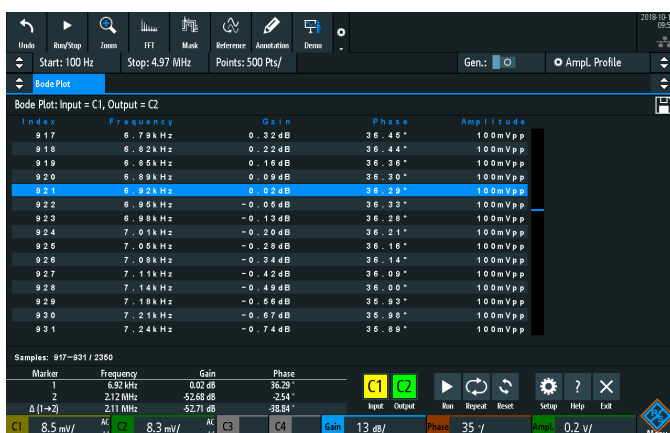 2018-10-1
09:5
Undo Run/Stop Zoom FFT Mask Reference Annotation Demo
Start: 100 Hz Stop: 4.97 MHz Points: 500 Pts/ Gen.: Ampl. Profile
Bode Plot
Bode Plot: Input = C1, Output = C2
Index Frequency Gain Phase Amplitude
917 6.79kHz 0.32dB 36.45° 100mVpp
918 6.82kHz 0.22dB 36.44° 100mVpp
919 6.85kHz 0.16dB 36.36° 100mVpp
920 6.89kHz 0.09dB 36.30° 100mVpp
921 6.92kHz 0.02dB 36.29° 100mVpp
922 6.95kHz -0.05dB 36.33° 100mVpp
923 6.98kHz -0.13dB 36.28° 100mVpp
924 7.01kHz -0.20dB 36.21° 100mVpp
925 7.05kHz -0.28dB 36.16° 100mVpp
926 7.08kHz -0.34dB 36.14° 100mVpp
927 7.11kHz -0.42dB 36.09° 100mVpp
928 7.14kHz -0.49dB 36.00° 100mVpp
929 7.18kHz -0.56dB 35.93° 100mVpp
930 7.21kHz -0.67dB 35.98° 100mVpp
931 7.24kHz -0.74dB 35.89° 100mVpp
Samples: 917-931 / 2350
Marker Frequency Gain Phase
1 6.92 kHz 0.02 dB 36.29°
2 2.12 MHz -52.68 dB -2.54°
Δ (1→2) 2.11 MHz -52.71 dB -38.84°
C1 C2
Input Output Run Repeat Reset Setup Help Exit
C1 8.5 mV/ AC C2 8.3 mV/ AC C3 C4 Gain 13 dB/ Phase 35 °/ Ampl. 0.2 V/